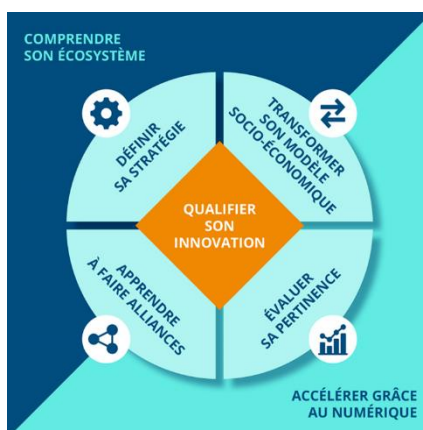 COMPRENDRE
SON ÉCOSYSTÈME
DÉFINIR
SA STRATÉGIE
TRANSFORMER
SON MODÈLE
SOCIO-ÉCONOMIQUE
QUALIFIER
SON
INNOVATION
APPRENDRE
À FAIRE ALLIANCES
ÉVALUER
SA PERTINENCE
ACCÉLÉRER GRÂCE
AU NUMÉRIQUE